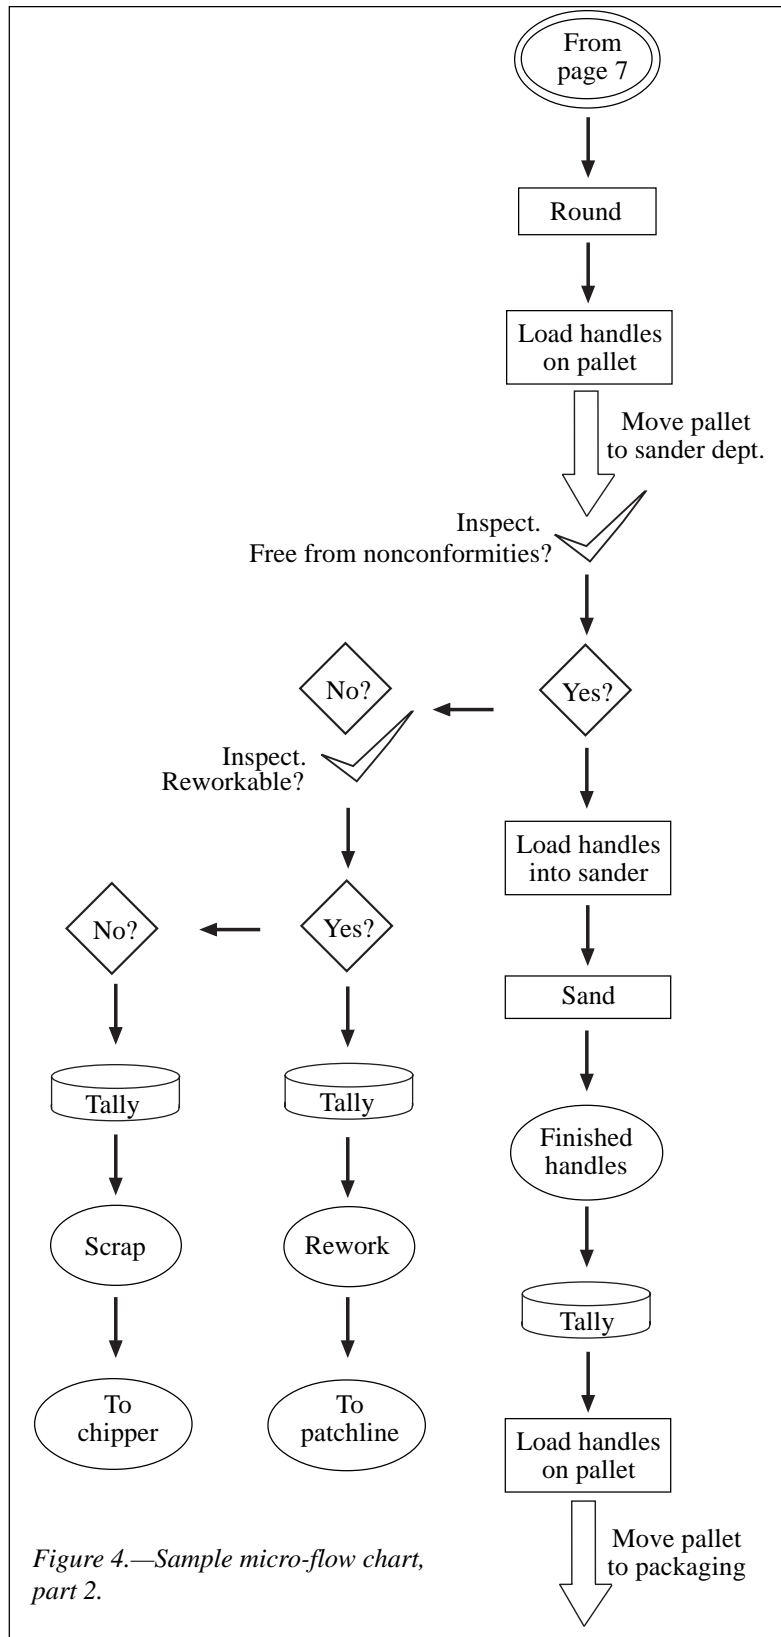 From
page 7
Round
Load handles
on pallet
Move pallet
to sander dept.
Inspect.
Free from nonconformities?
No?
Yes?
Inspect.
Reworkable?
Load handles
into sander
No?
Yes?
Sand
Tally
Tally
Finished
handles
Scrap
Rework
Tally
To
chipper
To
patchline
Load handles
on pallet
Figure 4.—Sample micro-flow chart,
part 2.
Move pallet
to packaging